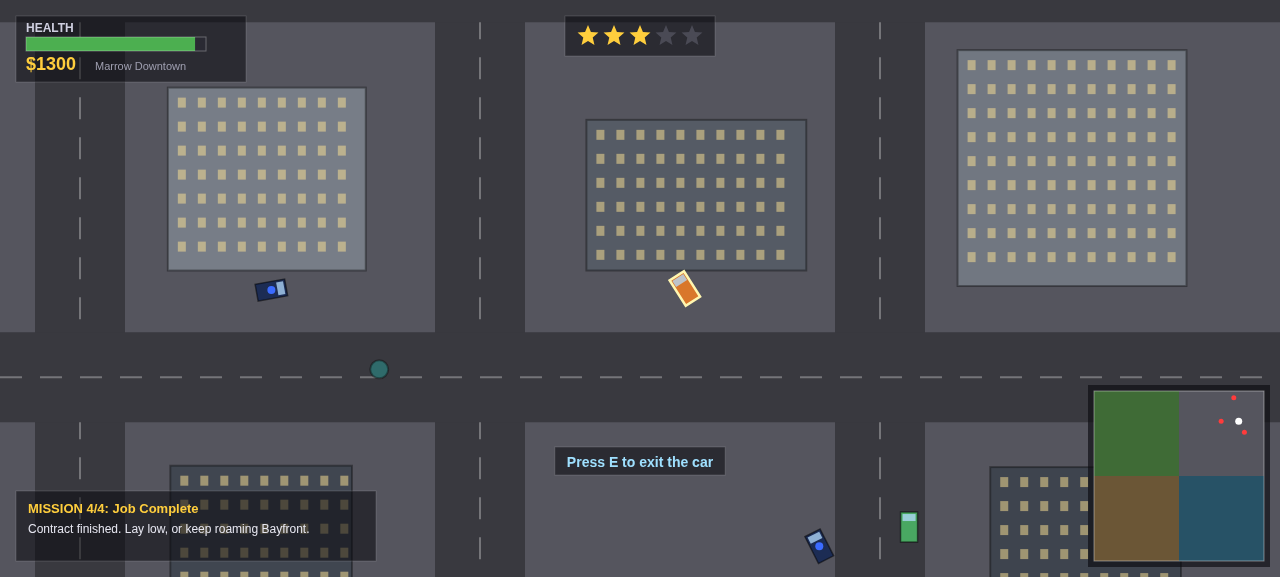 HEALTH
$1300 Marrow Downtown
Press E to exit the car
MISSION 4/4: Job Complete
Contract finished. Lay low, or keep roaming Bayfront.